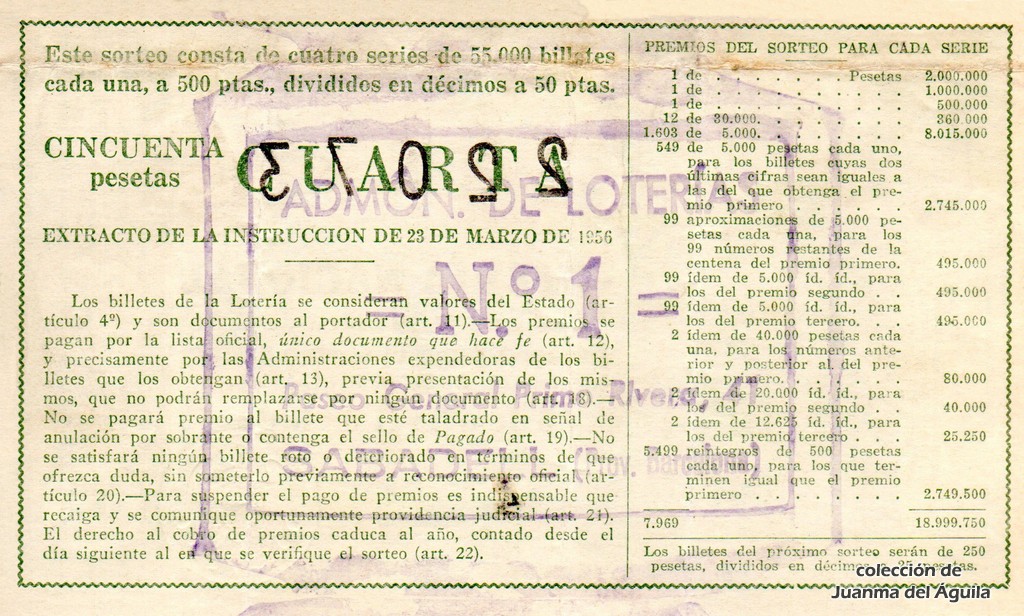 Este sorteo consta de cuatro series de 55.000 billetes
cada una, a 500 ptas., divididos en décimos a 50 ptas.
CINCUENTA
pesetas
CUARTA
EXTRACTO DE LA INSTRUCCION DE 23 DE MARZO DE 1956
Los billetes de la Lotería se consideran valores del Estado (ar-
tículo 4º) y son documentos al portador (art. 11).—Los premios se
pagan por la lista oficial, único documento que hace fe (art. 12),
y precisamente por las Administraciones expendedoras de los bi-
lletes que los obtengan (art. 13), previa presentación de los mis-
mos, que no podrán remplazarse por ningún documento (art. 18).—
No se pagará premio al billete que esté taladrado en señal de
anulación por sobrante o contenga el sello de Pagado (art. 19).—No
se satisfará ningún billete roto o deteriorado en términos de que
ofrezca duda, sin someterlo previamente a reconocimiento oficial (ar-
tículo 20).—Para suspender el pago de premios es indispensable que
recaiga y se comunique oportunamente providencia judicial (art. 21).
El derecho al cobro de premios caduca al año, contado desde el
día siguiente al en que se verifique el sorteo (art. 22).
ADMON. DE LOTERIAS
= N.º 1 =
Paseo General Primo Rivera, 47
SABADELL (Prov. barcelona)
PREMIOS DEL SORTEO PARA CADA SERIE
1 de . . . . . . . . Pesetas 2.000.000
1 de . . . . . . . . . . . 1.000.000
1 de . . . . . . . . . . . 500.000
12 de 30.000. . . . . . . . . 360.000
1.603 de 5.000. . . . . . . . . 8.015.000
549 de 5.000 pesetas cada uno,
para los billetes cuyas dos
últimas cifras sean iguales a
las del que obtenga el pre-
mio primero . . . . . . . 2.745.000
99 aproximaciones de 5.000 pe-
setas cada una, para los
99 números restantes de la
centena del premio primero. 495.000
99 ídem de 5.000 íd. íd., para
los del premio segundo . . 495.000
99 ídem de 5.000 íd. íd., para
los del premio tercero. . . 495.000
2 ídem de 40.000 pesetas cada
una, para los números ante-
rior y posterior al del pre-
mio primero. . . . . . . . 80.000
2 ídem de 20.000 íd. íd., para
los del premio segundo . . 40.000
2 ídem de 12.625 íd. íd., para
los del premio tercero . . . 25.250
5.499 reintegros de 500 pesetas
cada uno, para los que ter-
minen igual que el premio
primero . . . . . . . . . . 2.749.500
7.969 18.999.750
Los billetes del próximo sorteo serán de 250
pesetas, divididos en décimos a 25 pesetas.
colección de
Juanma del Águila